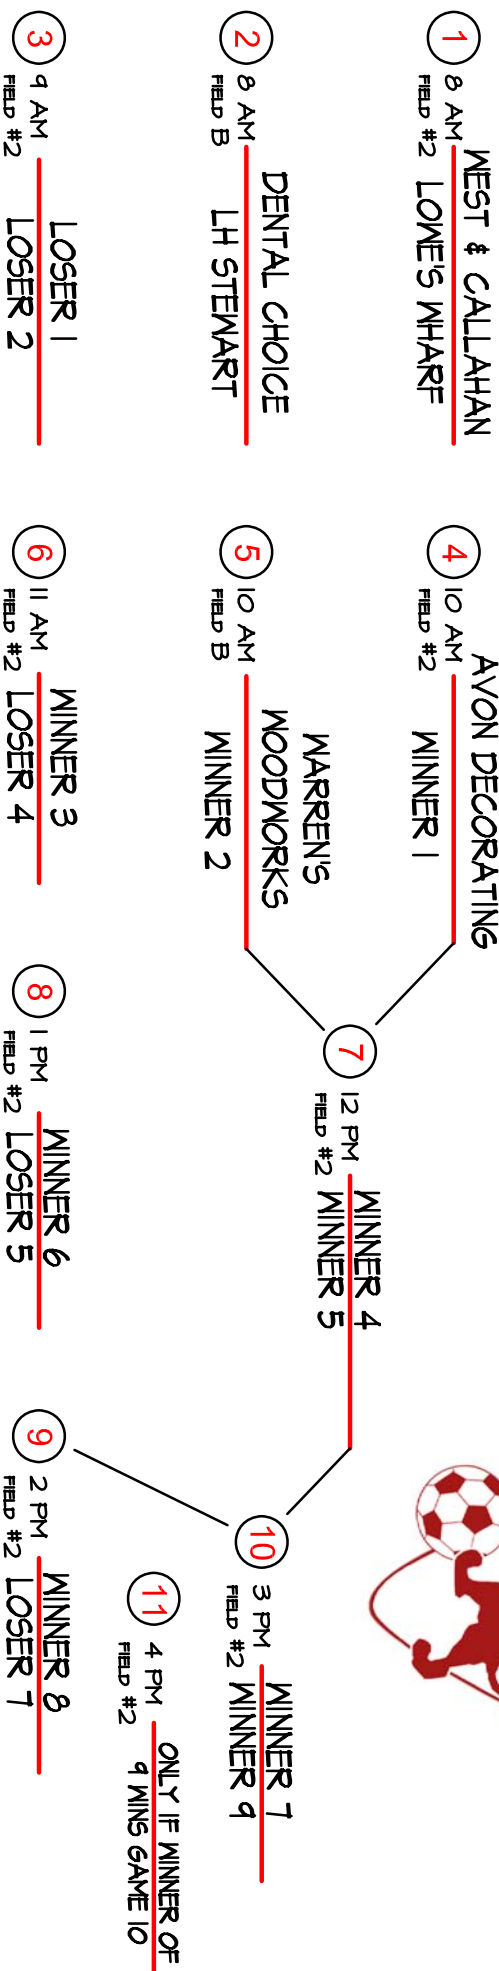 1
8 AM
FIELD #2
WEST & CALLAHAN
LOWE'S WHARF
2
8 AM
FIELD B
DENTAL CHOICE
LH STEWART
3
9 AM
FIELD #2
LOSER 1
LOSER 2
4
10 AM
FIELD #2
AVON DECORATING
WINNER 1
5
10 AM
FIELD B
WARREN'S
WOODWORKS
WINNER 2
6
11 AM
FIELD #2
WINNER 3
LOSER 4
7
12 PM
FIELD #2
WINNER 4
WINNER 5
8
1 PM
FIELD #2
WINNER 6
LOSER 5
9
2 PM
FIELD #2
WINNER 8
LOSER 7
10
3 PM
FIELD #2
WINNER 7
WINNER 9
11
4 PM
FIELD #2
ONLY IF WINNER OF
9 WINS GAME 10